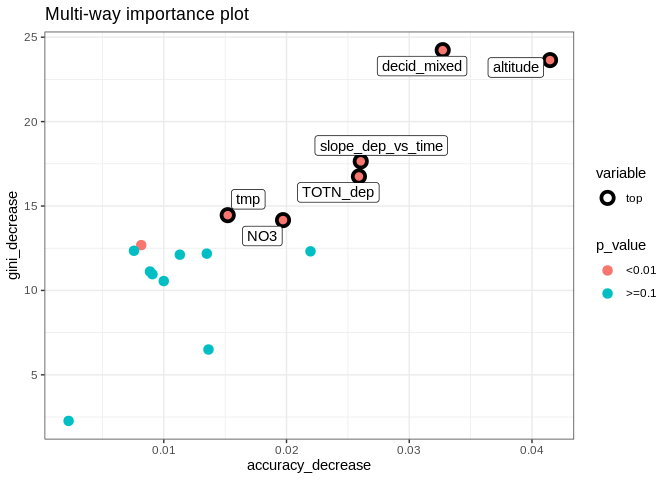 Multi-way importance plot
25
20
15
10
5
gini_decrease
decid_mixed
altitude
slope_dep_vs_time
TOTN_dep
tmp
NO3
0.01
0.02
0.03
0.04
accuracy_decrease
variable
top
p_value
<0.01
>=0.1